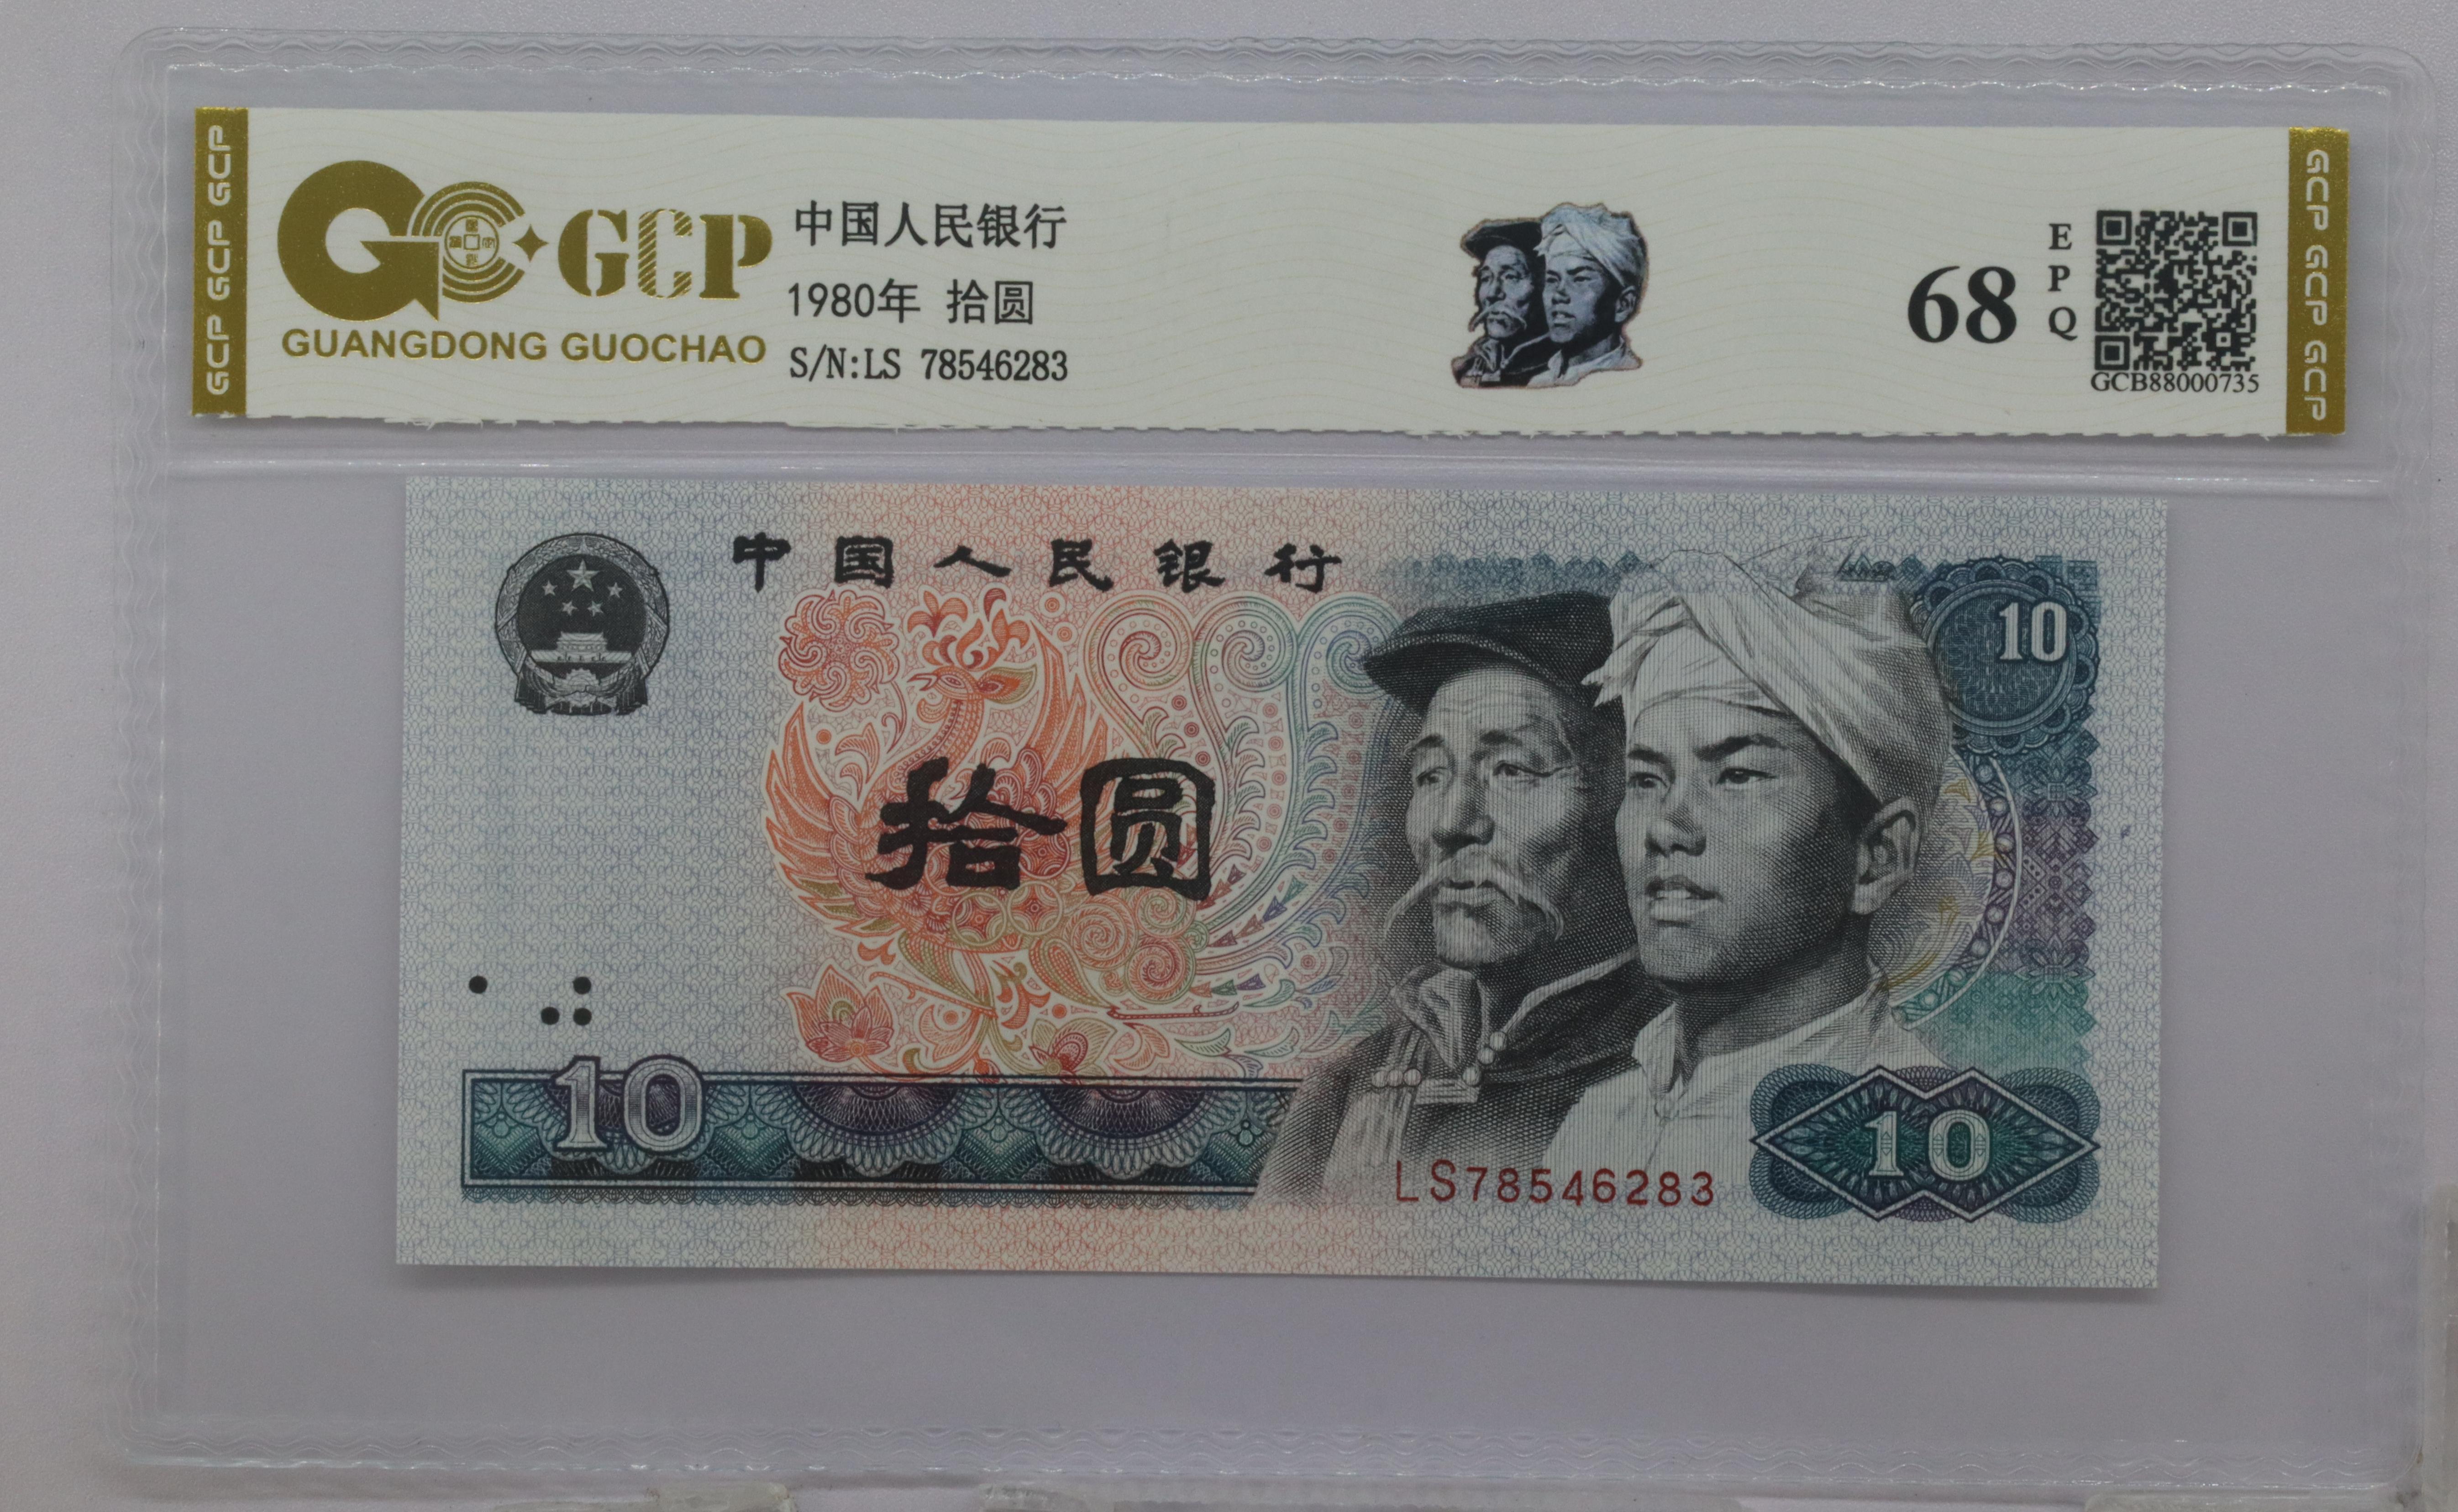 GCP GCP GCP
GCP
GUANGDONG GUOCHAO
中国人民银行
1980年 拾圆
S/N:LS 78546283
68
EPQ
GCB88000735
GCP GCP GCP
中国人民银行
10
拾圆
10
LS78546283
10